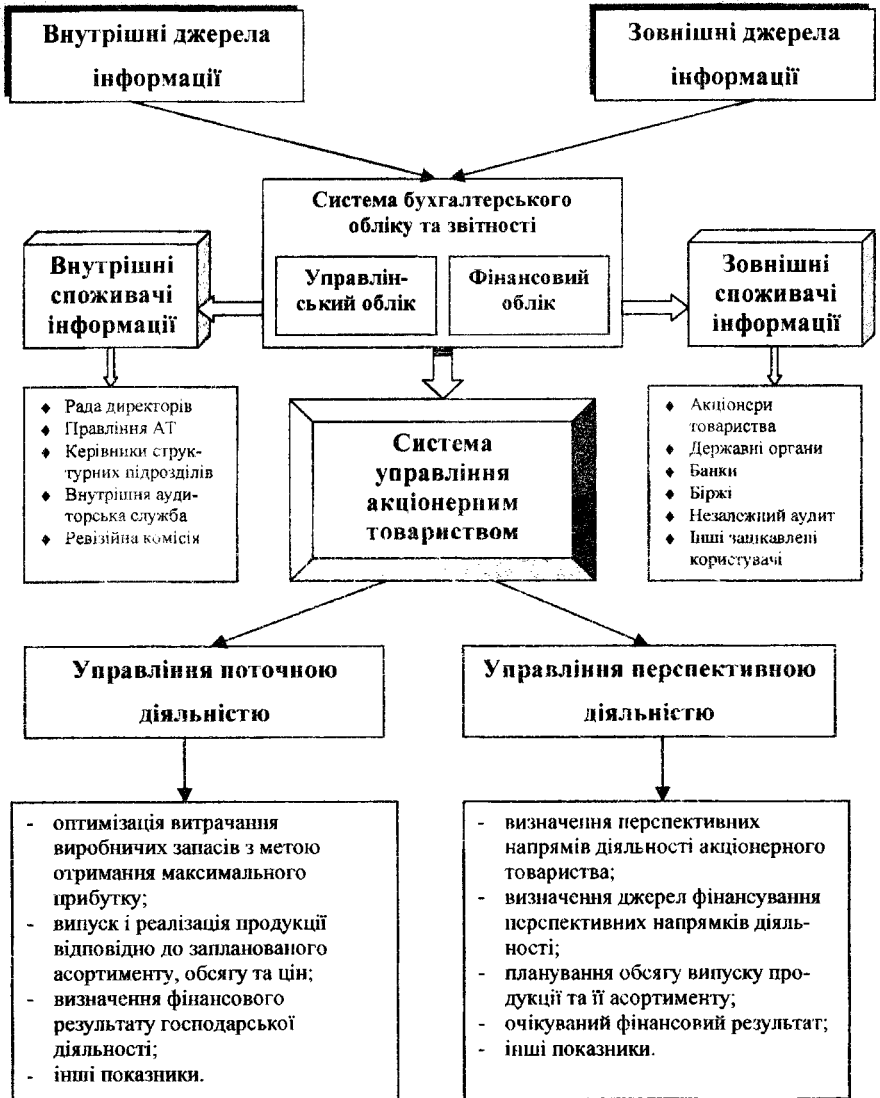 Внутрішні джерела
інформації
Зовнішні джерела
інформації
Система бухгалтерського
обліку та звітності
Управлін-
ський облік
Фінансовий
облік
Внутрішні
споживачі
інформації
Зовнішні
споживачі
інформації
♦ Рада директорів
♦ Правління АТ
♦ Керівники струк-
турних підрозділів
♦ Внутрішня ауди-
торська служба
♦ Ревізійна комісія
Система
управління
акціонерним
товариством
♦ Акціонери
товариства
♦ Державні органи
♦ Банки
♦ Біржі
♦ Незалежний аудит
♦ Інші зацікавлені
користувачі
Управління поточною
діяльністю
Управління перспективною
діяльністю
- оптимізація витрачання
виробничих запасів з метою
отримання максимального
прибутку;
- випуск і реалізація продукції
відповідно до запланованого
асортименту, обсягу та цін;
- визначення фінансового
результату господарської
діяльності;
- інші показники.
- визначення перспективних
напрямів діяльності акціонерного
товариства;
- визначення джерел фінансування
перспективних напрямків діяль-
ності;
- планування обсягу випуску про-
дукції та її асортименту;
- очікуваний фінансовий результат;
- інші показники.